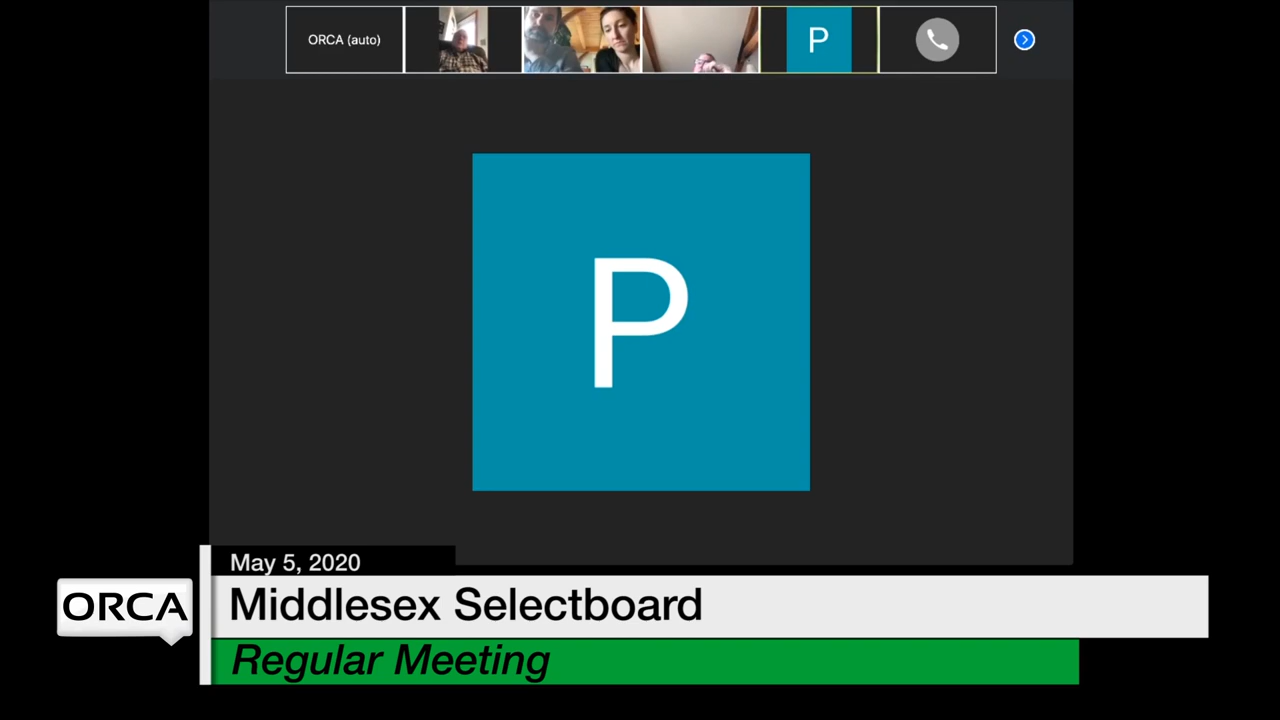 ORCA (auto)
P
P
May 5, 2020
ORCA
Middlesex Selectboard
Regular Meeting